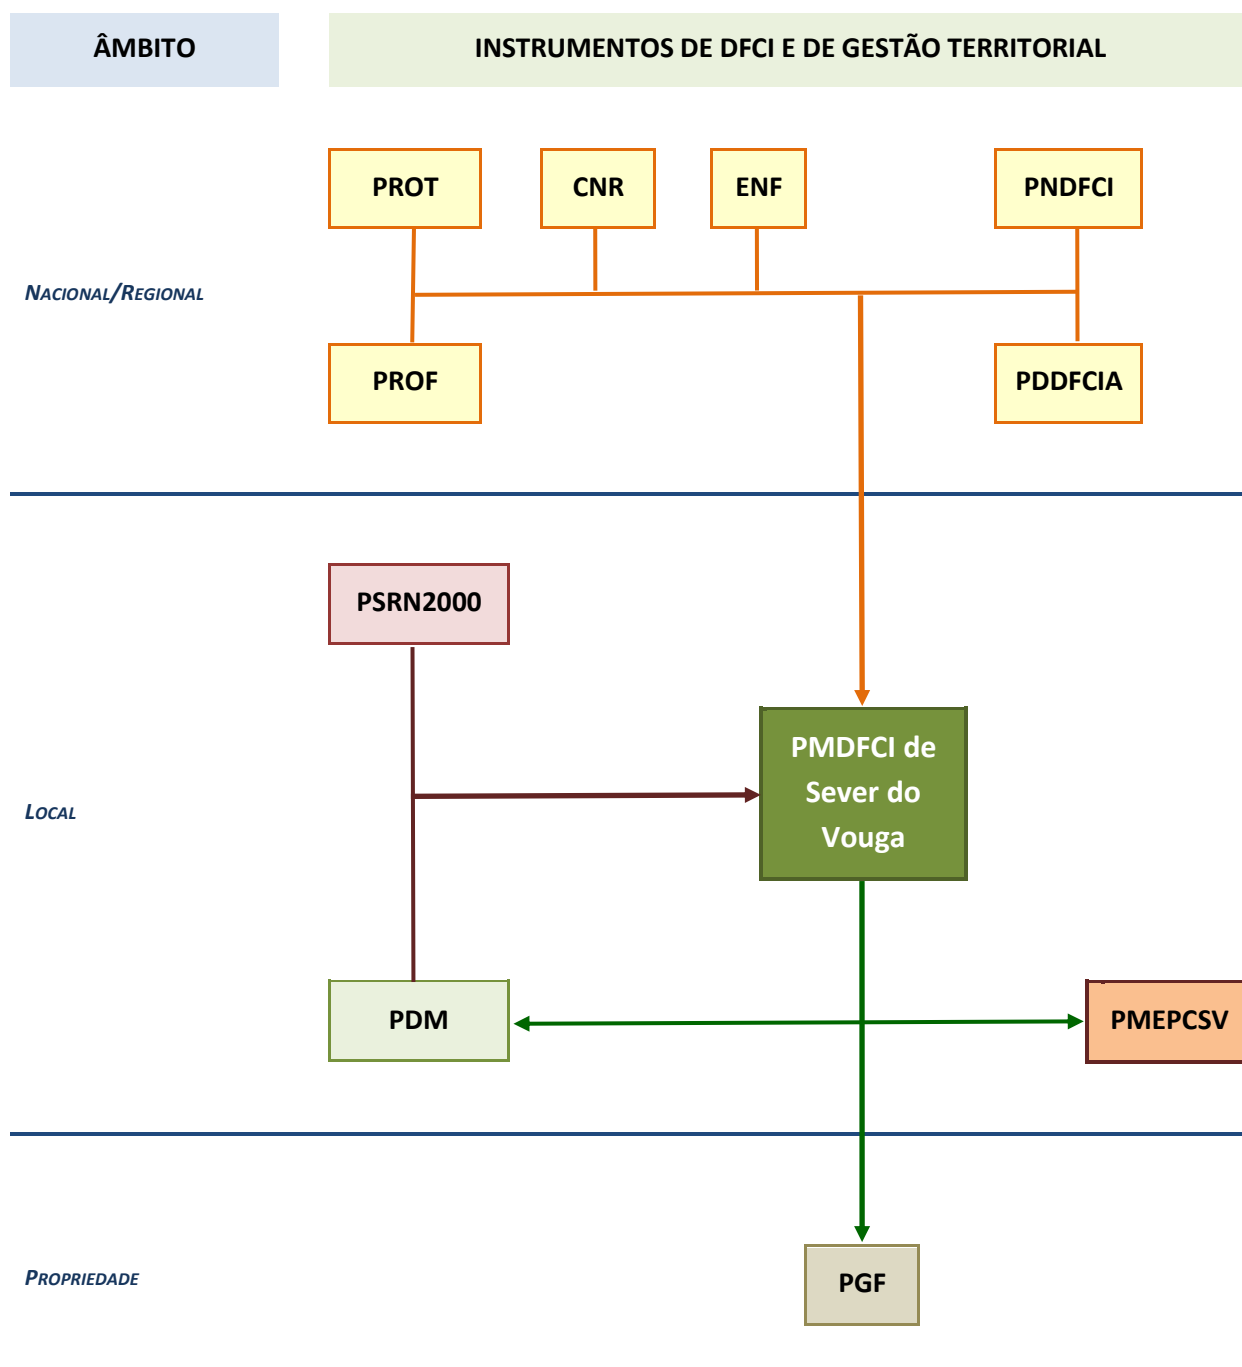 ÂMBITO
INSTRUMENTOS DE DFCI E DE GESTÃO TERRITORIAL
PROT
CNR
ENF
PNDFCI
NACIONAL/REGIONAL
PROF
PDDFCIA
PSRN2000
PMDFCI de
Sever do
Vouga
LOCAL
PDM
PMEPCSV
PROPRIEDADE
PGF